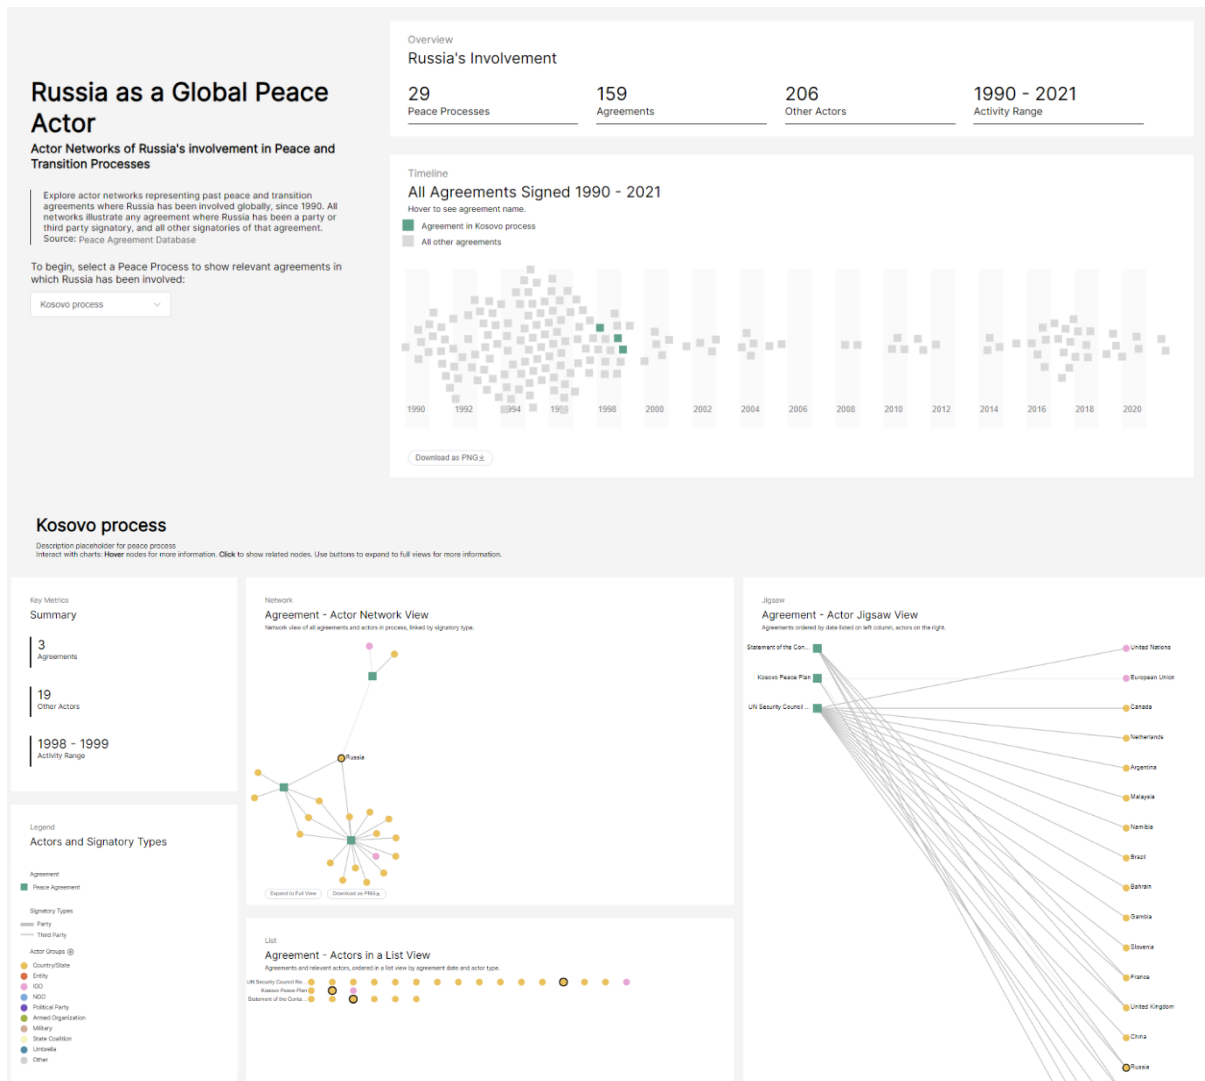 Russia as a Global Peace
Actor
Actor Networks of Russia's involvement in Peace and
Transition Processes
Explore actor networks representing past peace and transition
agreements where Russia has been involved globally, since 1990. All
networks illustrate any agreement where Russia has been a party or
third party signatory, and all other signatories of that agreement.
Source: Peace Agreement Database
To begin, select a Peace Process to show relevant agreements in
which Russia has been involved:
Kosovo process
Overview
Russia's Involvement
29
Peace Processes
159
Agreements
206
Other Actors
1990 - 2021
Activity Range
Timeline
All Agreements Signed 1990 - 2021
Hover to see agreement name.
Agreement in Kosovo process
All other agreements
1990 1992 1994 1996 1998 2000 2002 2004 2006 2008 2010 2012 2014 2016 2018 2020
Download as PNG
Kosovo process
Description placeholder for peace process
Interact with charts: Hover nodes for more information. Click to show related nodes. Use buttons to expand to full views for more information.
Key Metrics
Summary
3
Agreements
19
Other Actors
1998 - 1999
Activity Range
Legend
Actors and Signatory Types
Agreement
Peace Agreement
Signatory Types
Party
Third Party
Actor Groups
Country/State
Entity
IGO
NGO
Political Party
Armed Organization
Military
State Coalition
Umbrella
Other
Network
Agreement - Actor Network View
Network view of all agreements and actors in process, linked by signatory type.
Russia
Expand to Full View
Download as PNG
List
Agreement - Actors in a List View
Agreements and relevant actors, ordered in a list view by agreement date and actor type.
UN Security Council Re...
Kosovo Peace Plan
Statement of the Conta...
Jigsaw
Agreement - Actor Jigsaw View
Agreements ordered by date listed on left column, actors on the right.
Statement of the Con...
Kosovo Peace Plan
UN Security Council ...
United Nations
European Union
Canada
Netherlands
Argentina
Malaysia
Namibia
Brazil
Bahrain
Gambia
Slovenia
France
United Kingdom
China
Russia